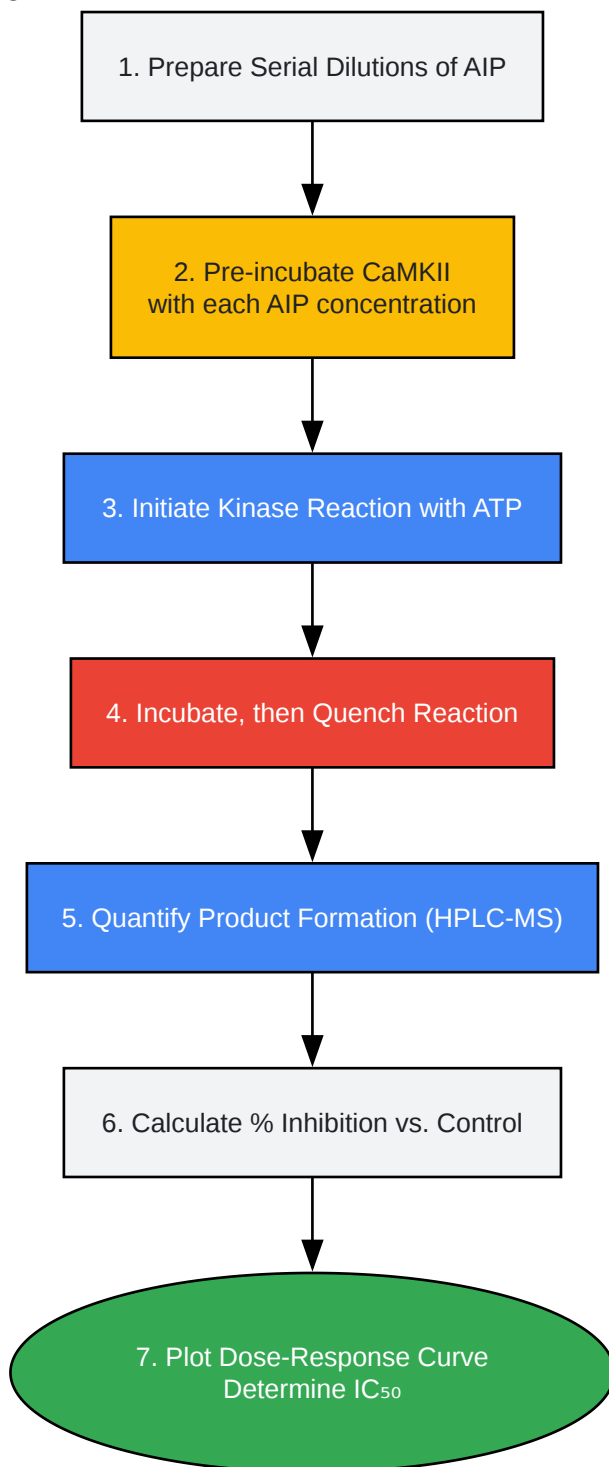 1. Prepare Serial Dilutions of AIP
2. Pre-incubate CaMKII
with each AIP concentration
3. Initiate Kinase Reaction with ATP
4. Incubate, then Quench Reaction
5. Quantify Product Formation (HPLC-MS)
6. Calculate % Inhibition vs. Control
7. Plot Dose-Response Curve
Determine IC₅₀